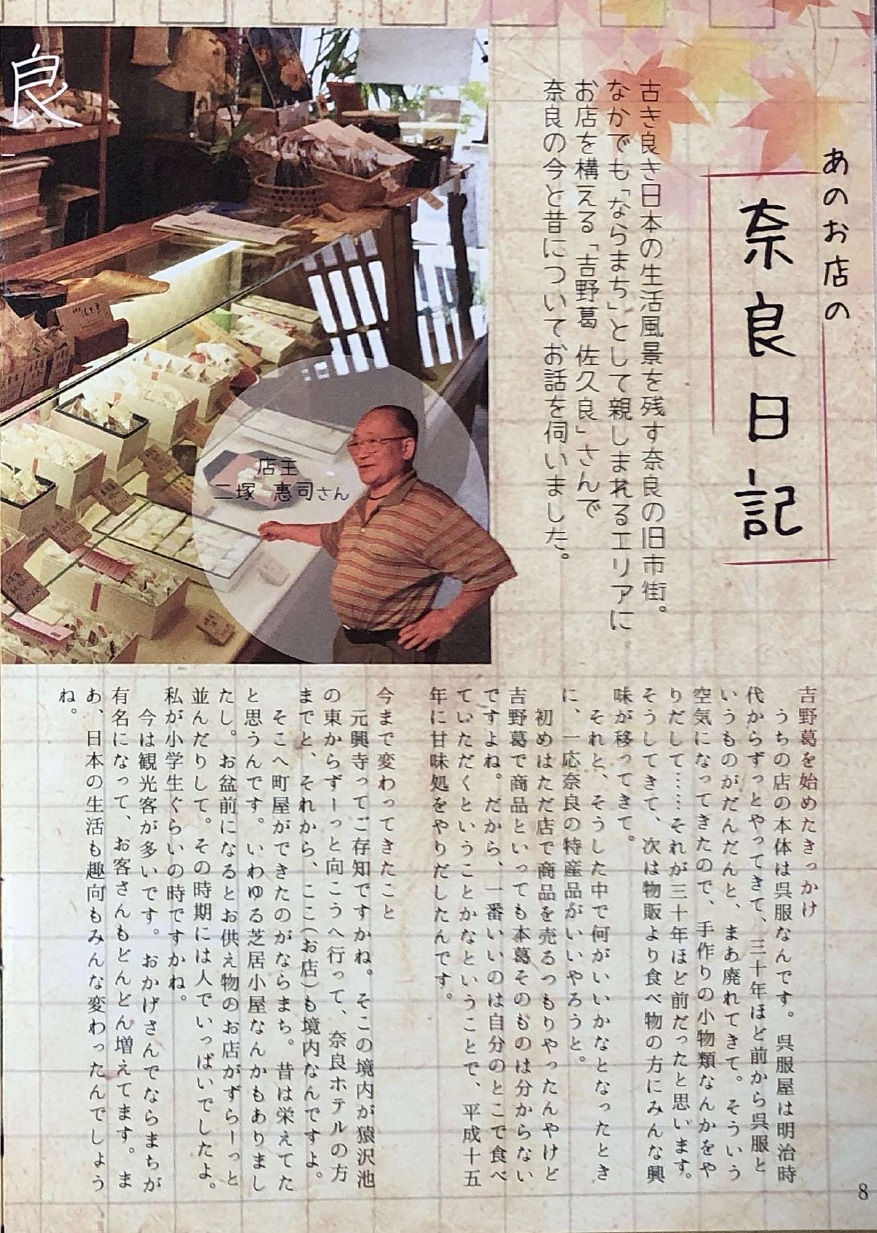 あのお店の
奈良日記
古き良き日本の生活風景を残す奈良の旧市街。
なかでも「ならまち」として親しまれるエリアに
お店を構える「吉野葛 佐久良」さんで
奈良の今と昔についてお話を伺いました。
良
店主
二塚 恵司さん
吉野葛を始めたきっかけ
うちの店の本体は呉服なんです。呉服屋は明治時
代からずっとやってきて、三十年ほど前から呉服と
いうものがだんだんと、まあ廃れてきて。そういう
空気になってきたので、手作りの小物類なんかをや
りだして……それが三十年ほど前だったと思います。
そうしてきて、次は物販より食べ物の方にみんな興
味が移ってきて。
それと、そうした中で何がいいかなとなったとき
に、一応奈良の特産品がいいやろうと。
初めはただ店で商品を売るつもりやったんやけど
吉野葛で商品といっても本葛そのものは分からない
ですよね。だから、一番いいのは自分のとこで食べ
ていただくということかなということで、平成十五
年に甘味処をやりだしたんです。
今まで変わってきたこと
元興寺ってご存知ですかね。そこの境内が猿沢池
の東からずーっと向こうへ行って、奈良ホテルの方
までと、それから、ここ(お店)も境内なんですよ。
そこへ町屋ができたのがならまち。昔は栄えてた
と思うんです。いわゆる芝居小屋なんかもありまし
たし。お盆前になるとお供え物のお店がずらーっと
並んだりして。その時期には人でいっぱいでしたよ。
私が小学生ぐらいの時ですかね。
今は観光客が多いです。おかげさんでならまちが
有名になって、お客さんもどんどん増えてます。ま
あ、日本の生活も趣向もみんな変わったんでしょう
ね。
8